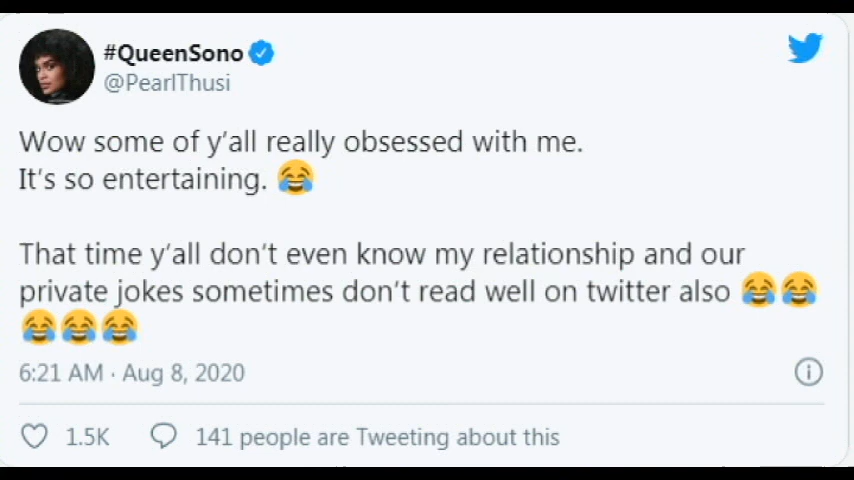 #QueenSono
@PearlThusi
Wow some of y’all really obsessed with me.
It’s so entertaining. 😂
That time y’all don’t even know my relationship and our
private jokes sometimes don’t read well on twitter also 😂😂
😂😂😂
6:21 AM · Aug 8, 2020
1.5K 141 people are Tweeting about this